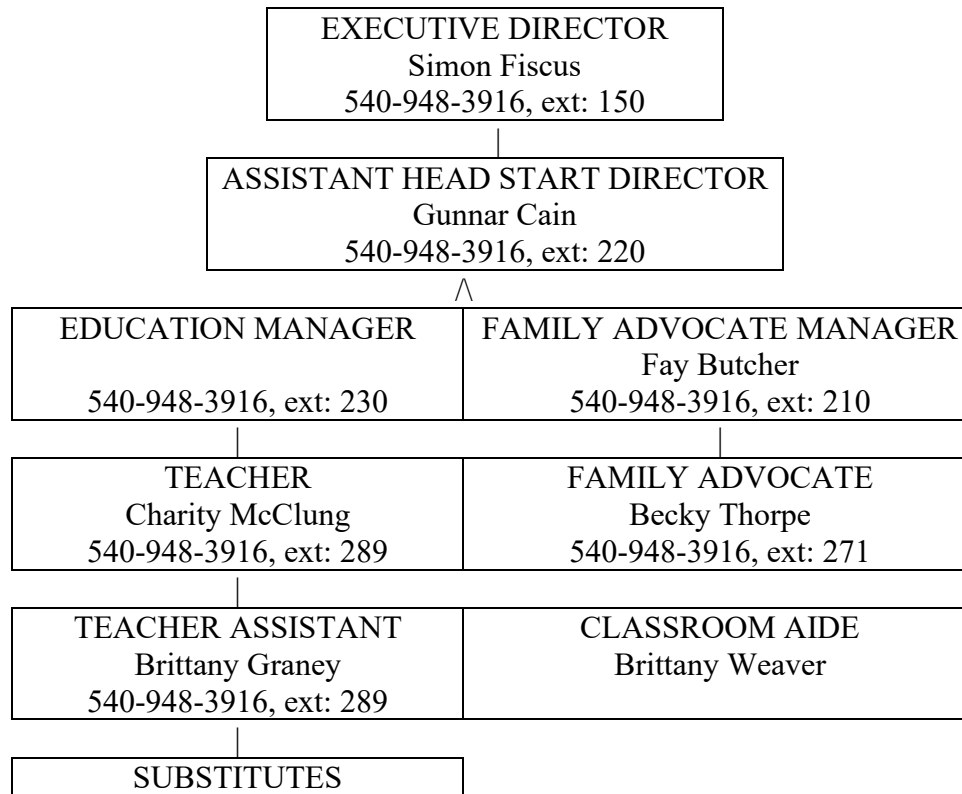 EXECUTIVE DIRECTOR
Simon Fiscus
540-948-3916, ext: 150
ASSISTANT HEAD START DIRECTOR
Gunnar Cain
540-948-3916, ext: 220
EDUCATION MANAGER
540-948-3916, ext: 230
FAMILY ADVOCATE MANAGER
Fay Butcher
540-948-3916, ext: 210
TEACHER
Charity McClung
540-948-3916, ext: 289
FAMILY ADVOCATE
Becky Thorpe
540-948-3916, ext: 271
TEACHER ASSISTANT
Brittany Graney
540-948-3916, ext: 289
CLASSROOM AIDE
Brittany Weaver
SUBSTITUTES